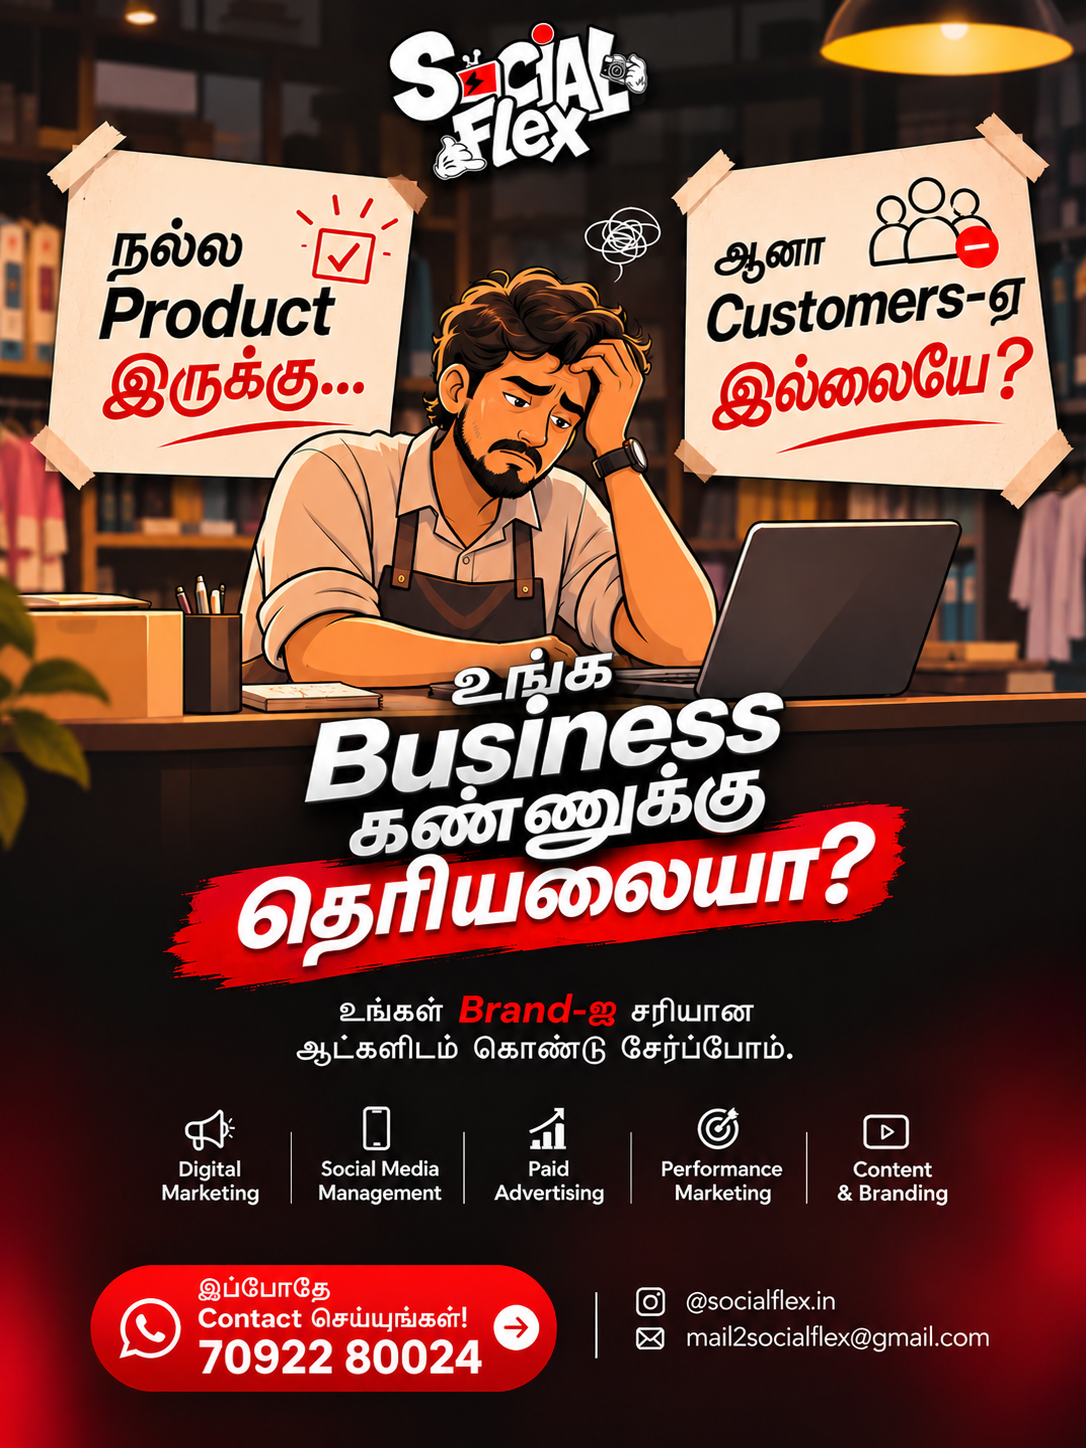 SOCIAL
Flex
நல்ல
Product
இருக்கு...
ஆனா
Customers-ஏ
இல்லையே?
உங்க
Business
கண்ணுக்கு
தெரியலையா?
உங்கள் Brand-ஐ சரியான
ஆட்களிடம் கொண்டு சேர்ப்போம்.
Digital
Marketing
Social Media
Management
Paid
Advertising
Performance
Marketing
Content
& Branding
இப்போதே
Contact செய்யுங்கள்!
70922 80024
@socialflex.in
mail2socialflex@gmail.com